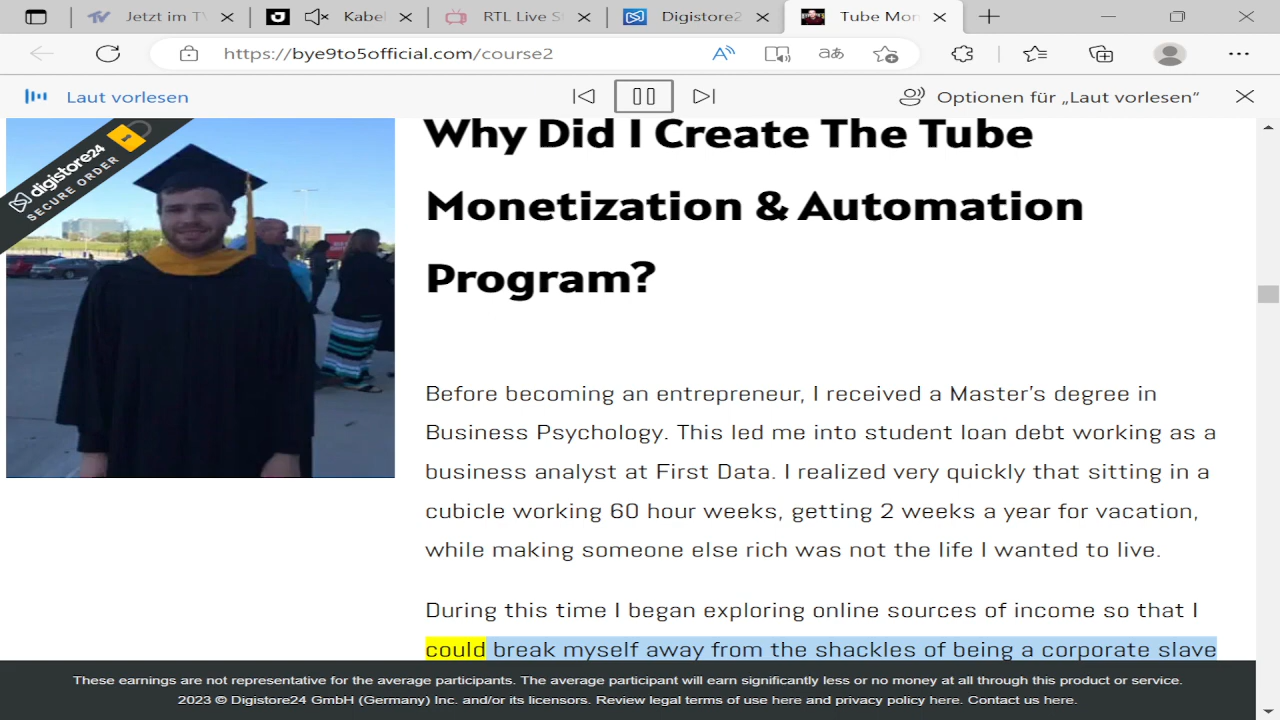 Jetzt im TV
Kabel
RTL Live S
Digistore2
Tube Mon
https://bye9to5official.com/course2
Laut vorlesen
Optionen für „Laut vorlesen“
digistore24
SECURE ORDER
Why Did I Create The Tube
Monetization & Automation
Program?
Before becoming an entrepreneur, I received a Master's degree in
Business Psychology. This led me into student loan debt working as a
business analyst at First Data. I realized very quickly that sitting in a
cubicle working 60 hour weeks, getting 2 weeks a year for vacation,
while making someone else rich was not the life I wanted to live.
During this time I began exploring online sources of income so that I
could break myself away from the shackles of being a corporate slave
These earnings are not representative for the average participants. The average participant will earn significantly less or no money at all through this product or service.
2023 © Digistore24 GmbH (Germany) Inc. and/or its licensors. Review legal terms of use here and privacy policy here. Contact us here.